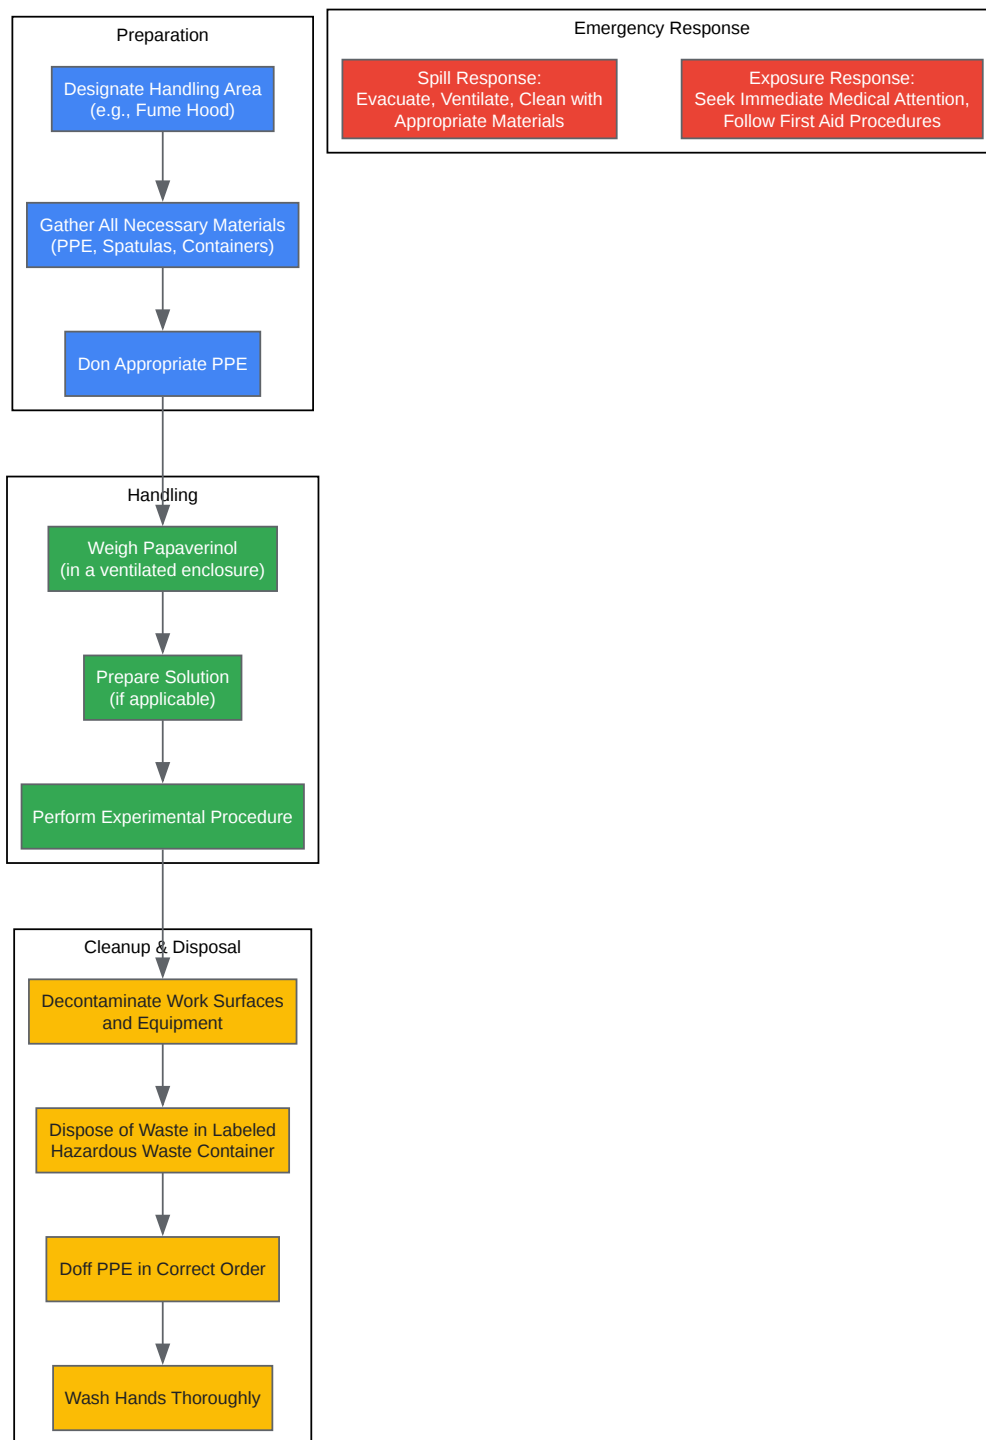 Preparation
Designate Handling Area
(e.g., Fume Hood)
Gather All Necessary Materials
(PPE, Spatulas, Containers)
Don Appropriate PPE
Emergency Response
Spill Response:
Evacuate, Ventilate, Clean with
Appropriate Materials
Exposure Response:
Seek Immediate Medical Attention,
Follow First Aid Procedures
Handling
Weigh Papaverinol
(in a ventilated enclosure)
Prepare Solution
(if applicable)
Perform Experimental Procedure
Cleanup & Disposal
Decontaminate Work Surfaces
and Equipment
Dispose of Waste in Labeled
Hazardous Waste Container
Doff PPE in Correct Order
Wash Hands Thoroughly